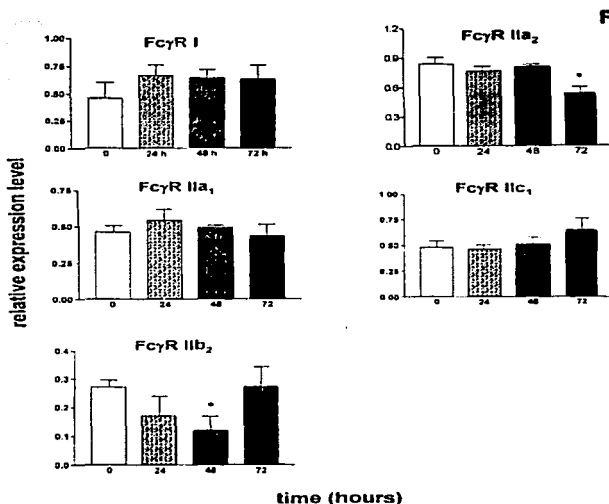 F
FcγR I
1.00
0.75
0.50
0.25
0.00
0 24 h 48 h 72 h
FcγR IIa2
1.2
0.9
0.6
0.3
0.0
*
0 24 48 72
FcγR IIa1
0.75
0.50
0.25
0.00
0 24 48 72
FcγR IIc1
1.00
0.75
0.50
0.25
0.00
0 24 48 72
FcγR IIb2
0.4
0.3
0.2
0.1
0.0
*
0 24 48 72
relative expression level
time (hours)